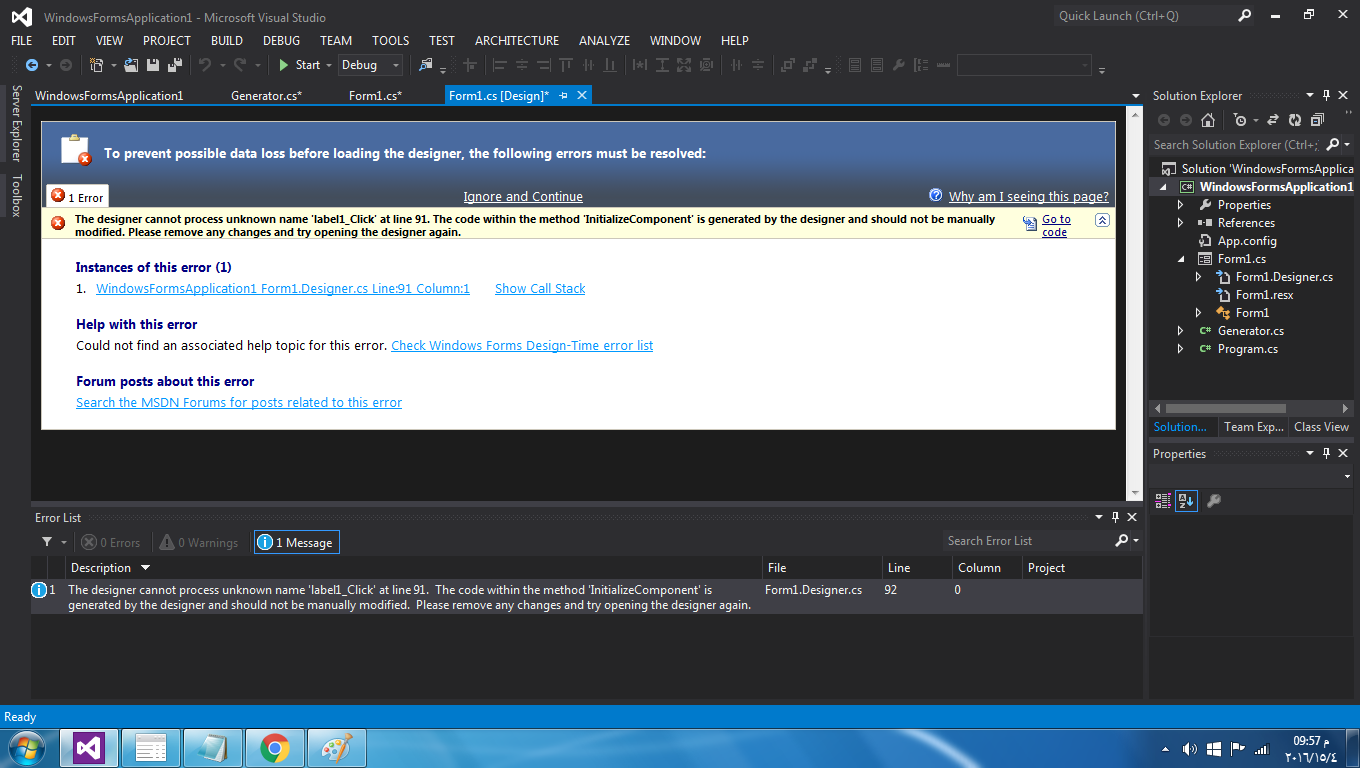 WindowsFormsApplication1 - Microsoft Visual Studio
Quick Launch (Ctrl+Q)
FILE EDIT VIEW PROJECT BUILD DEBUG TEAM TOOLS TEST ARCHITECTURE ANALYZE WINDOW HELP
Start Debug
Server Explorer
Toolbox
WindowsFormsApplication1 Generator.cs* Form1.cs* Form1.cs [Design]*
To prevent possible data loss before loading the designer, the following errors must be resolved:
1 Error Ignore and Continue Why am I seeing this page?
The designer cannot process unknown name 'label1_Click' at line 91. The code within the method 'InitializeComponent' is generated by the designer and should not be manually
modified. Please remove any changes and try opening the designer again.
Go to
code
Instances of this error (1)
1. WindowsFormsApplication1 Form1.Designer.cs Line:91 Column:1 Show Call Stack
Help with this error
Could not find an associated help topic for this error. Check Windows Forms Design-Time error list
Forum posts about this error
Search the MSDN Forums for posts related to this error
Solution Explorer
Search Solution Explorer (Ctrl+;
Solution 'WindowsFormsApplica
WindowsFormsApplication1
Properties
References
App.config
Form1.cs
Form1.Designer.cs
Form1.resx
Form1
Generator.cs
Program.cs
Solution... Team Exp... Class View
Properties
Error List
0 Errors 0 Warnings 1 Message
Search Error List
Description File Line Column Project
1 The designer cannot process unknown name 'label1_Click' at line 91. The code within the method 'InitializeComponent' is
generated by the designer and should not be manually modified. Please remove any changes and try opening the designer again.
Form1.Designer.cs 92 0
Ready
09:57 م
٢٠١٦/١٥/٤